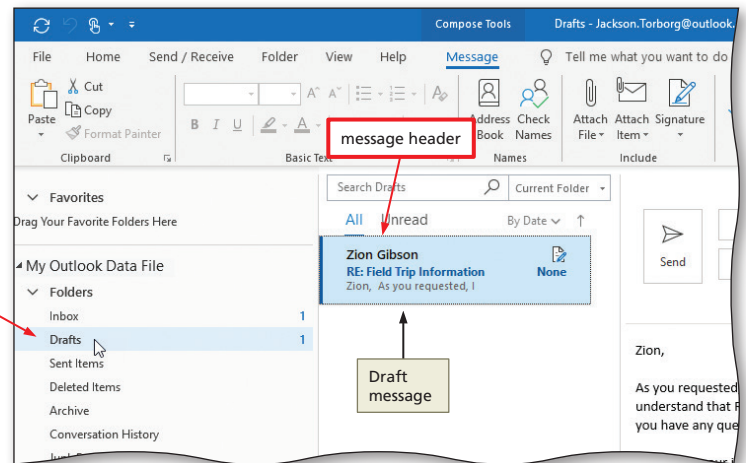 Compose Tools Drafts - Jackson.Torborg@outlook.
File Home Send / Receive Folder View Help Message Tell me what you want to do
Cut
Copy
Format Painter
Paste
Clipboard
B I U A
Basic Text
Address Book
Check Names
Names
Attach File
Attach Item
Signature
Include
message header
Favorites
Drag Your Favorite Folders Here
My Outlook Data File
Folders
Inbox 1
Drafts 1
Sent Items
Deleted Items
Archive
Conversation History
Search Drafts Current Folder
All Unread By Date
Zion Gibson
RE: Field Trip Information None
Zion, As you requested, I
Draft
message
Send
Zion,
As you requested
understand that
you have any que